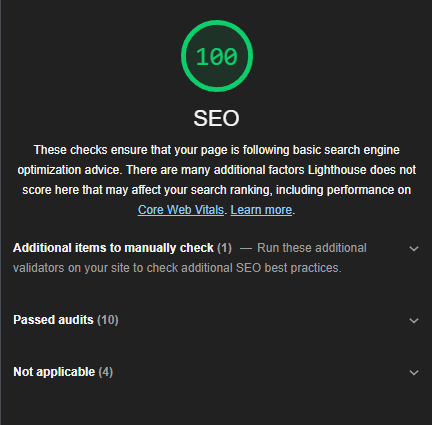 100
SEO
These checks ensure that your page is following basic search engine
optimization advice. There are many additional factors Lighthouse does not
score here that may affect your search ranking, including performance on
Core Web Vitals. Learn more.
Additional items to manually check (1) — Run these additional
validators on your site to check additional SEO best practices.
Passed audits (10)
Not applicable (4)